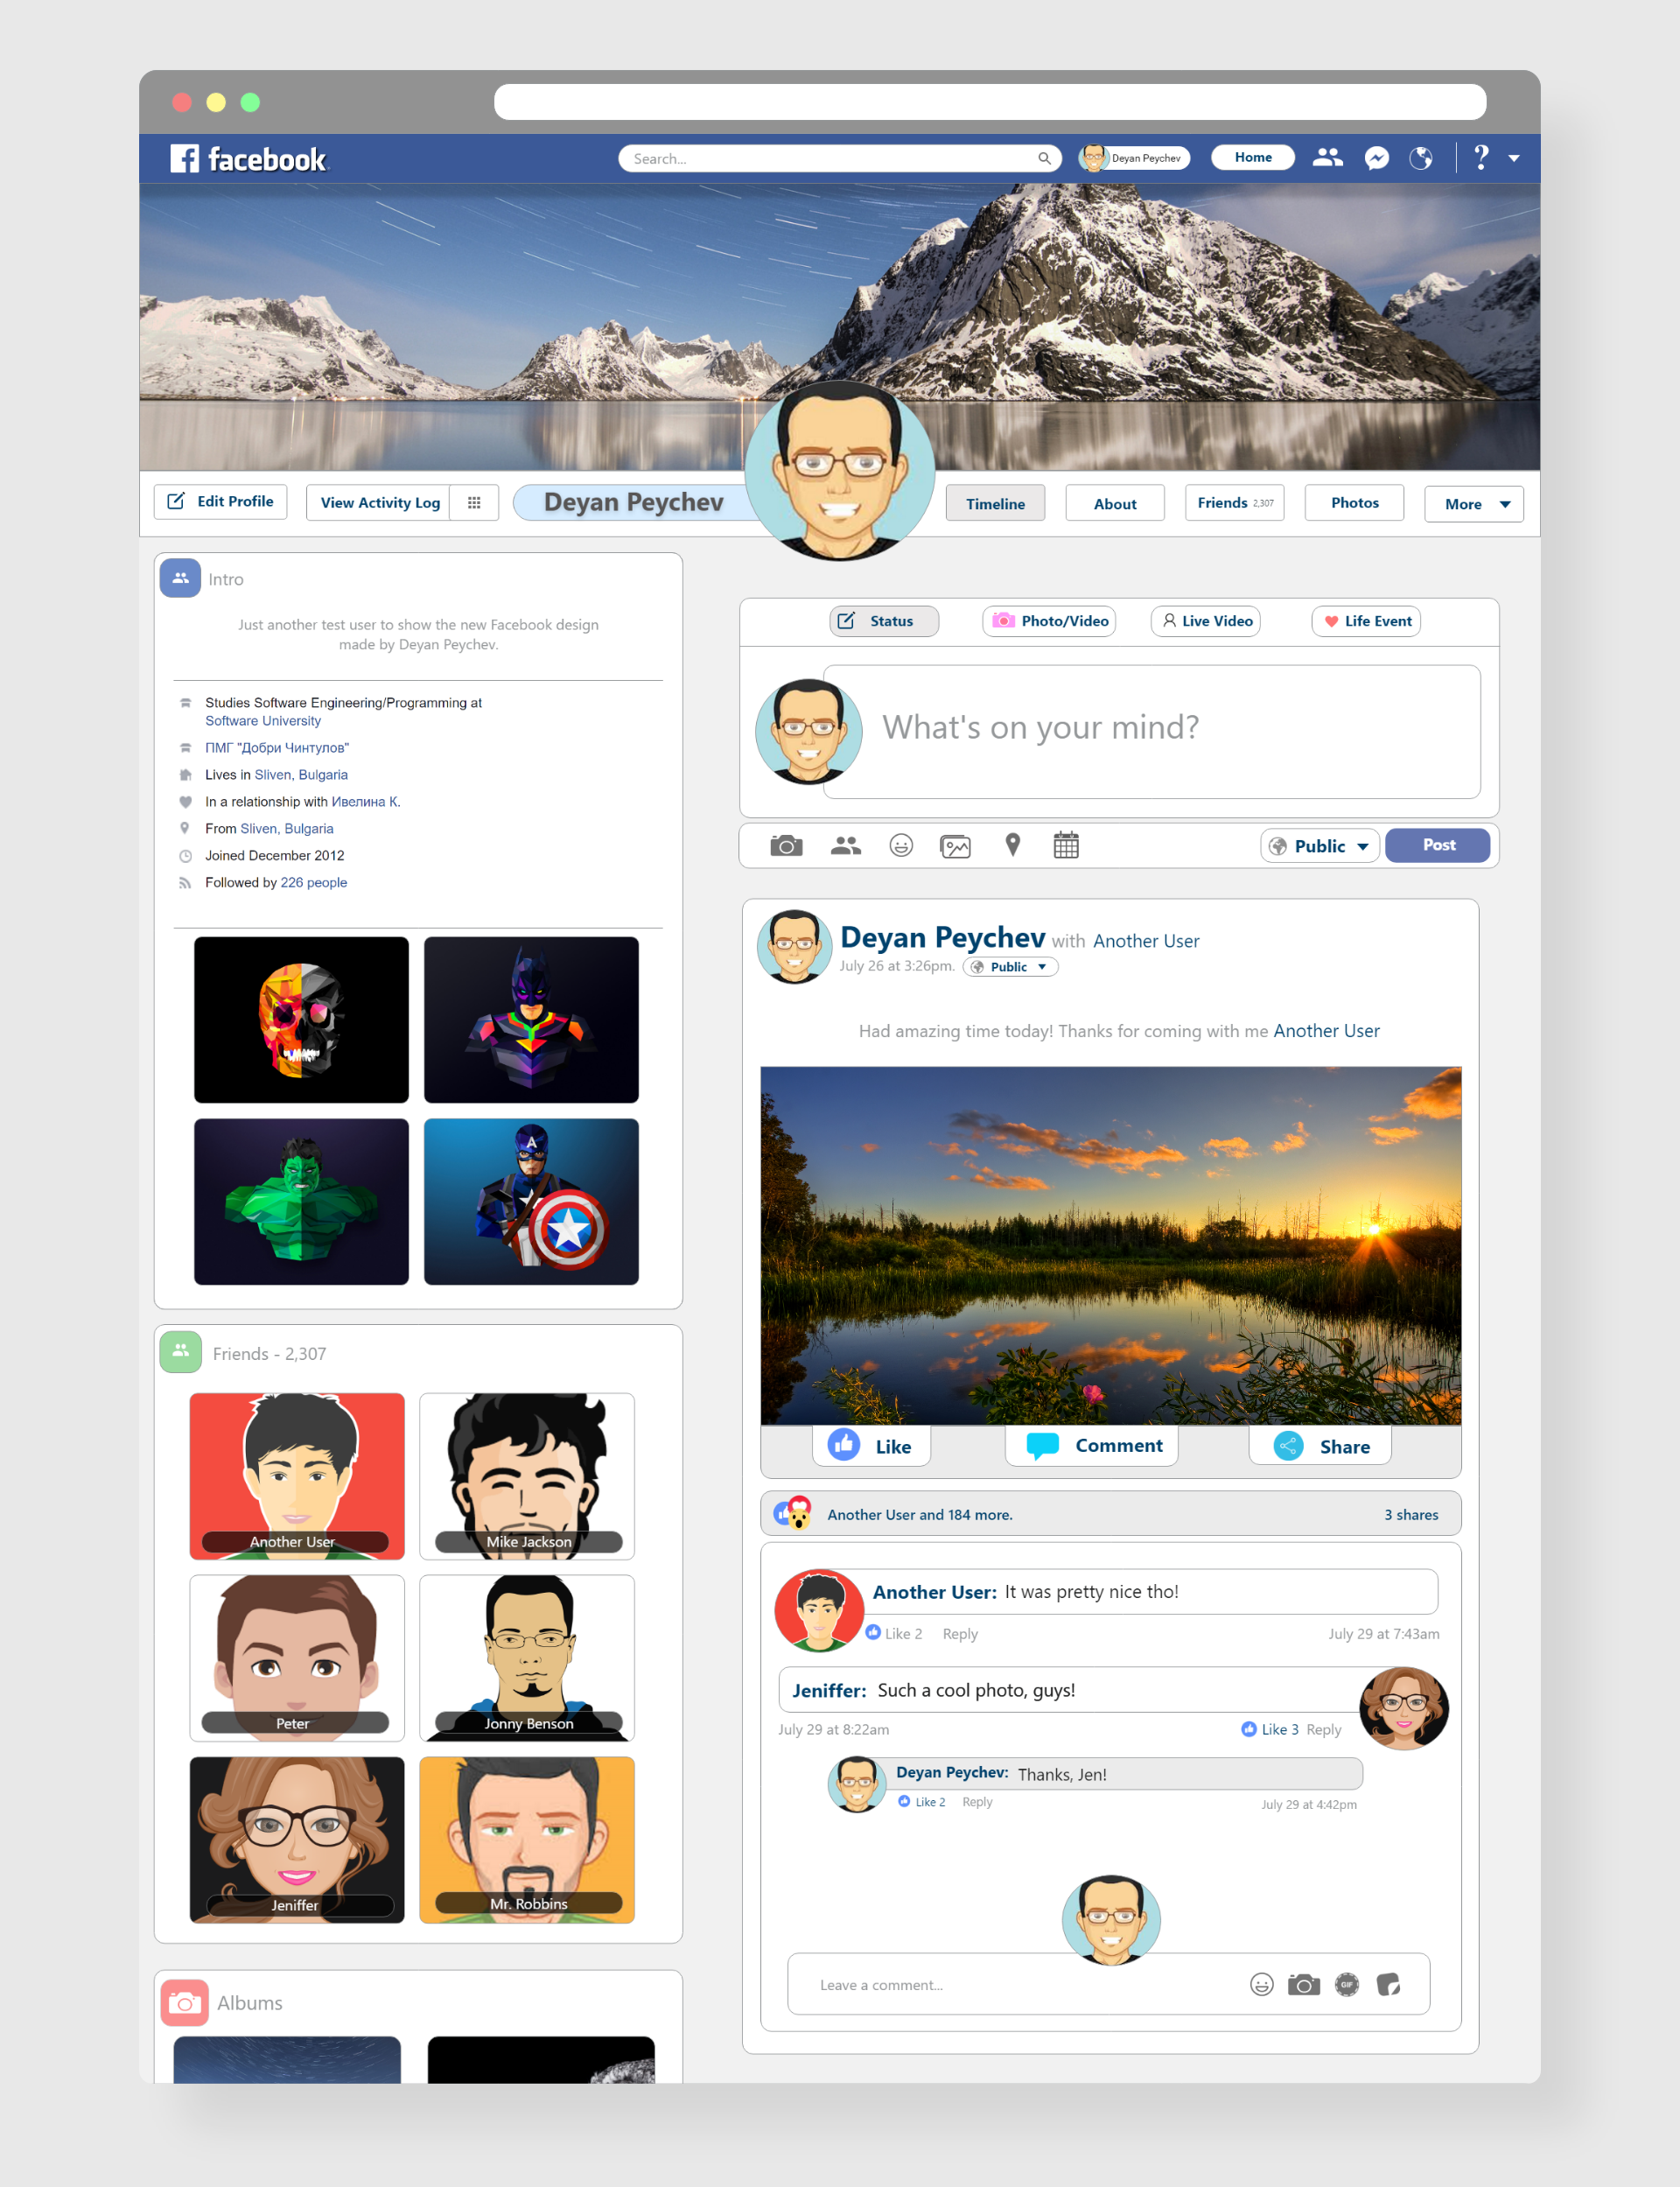 facebook
Search...
Deyan Peychev
Home
?
Edit Profile
View Activity Log
Deyan Peychev
Timeline
About
Friends 2,307
Photos
More
Intro
Just another test user to show the new Facebook design
made by Deyan Peychev.
Studies Software Engineering/Programming at
Software University
ПМГ "Добри Чинтулов"
Lives in Sliven, Bulgaria
In a relationship with Ивелина К.
From Sliven, Bulgaria
Joined December 2012
Followed by 226 people
A
Friends - 2,307
Another User
Mike Jackson
Peter
Jonny Benson
Jeniffer
Mr. Robbins
Albums
Status
Photo/Video
Live Video
Life Event
What's on your mind?
Public
Post
Deyan Peychev with Another User
July 26 at 3:26pm. Public
Had amazing time today! Thanks for coming with me Another User
Like
Comment
Share
Another User and 184 more.
3 shares
Another User: It was pretty nice tho!
Like 2 Reply
July 29 at 7:43am
Jeniffer: Such a cool photo, guys!
July 29 at 8:22am
Like 3 Reply
Deyan Peychev: Thanks, Jen!
Like 2 Reply
July 29 at 4:42pm
Leave a comment...
GIF